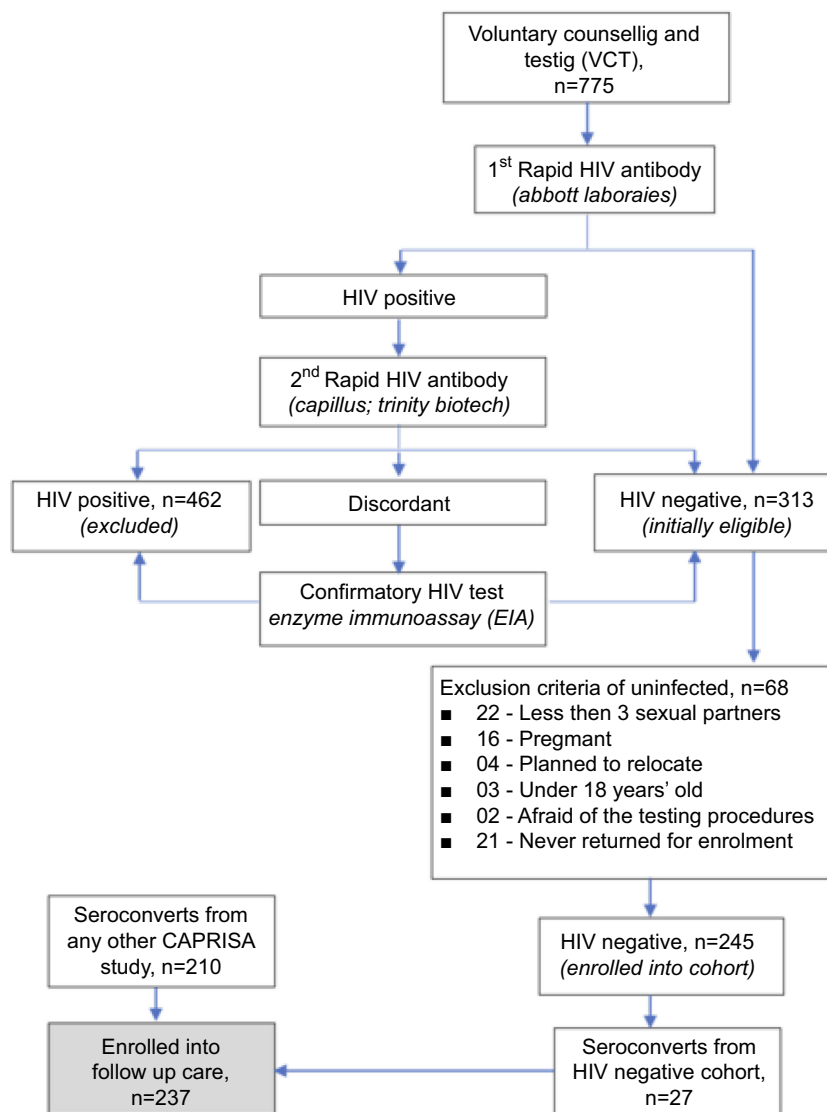 Voluntary counsellig and
testig (VCT),
n=775
1st Rapid HIV antibody
(abbott laboraies)
HIV positive
2nd Rapid HIV antibody
(capillus; trinity biotech)
HIV positive, n=462
(excluded)
Discordant
HIV negative, n=313
(initially eligible)
Confirmatory HIV test
enzyme immunoassay (EIA)
Exclusion criteria of uninfected, n=68
■ 22 - Less then 3 sexual partners
■ 16 - Pregmant
■ 04 - Planned to relocate
■ 03 - Under 18 years’ old
■ 02 - Afraid of the testing procedures
■ 21 - Never returned for enrolment
Seroconverts from
any other CAPRISA
study, n=210
HIV negative, n=245
(enrolled into cohort)
Enrolled into
follow up care,
n=237
Seroconverts from
HIV negative cohort,
n=27